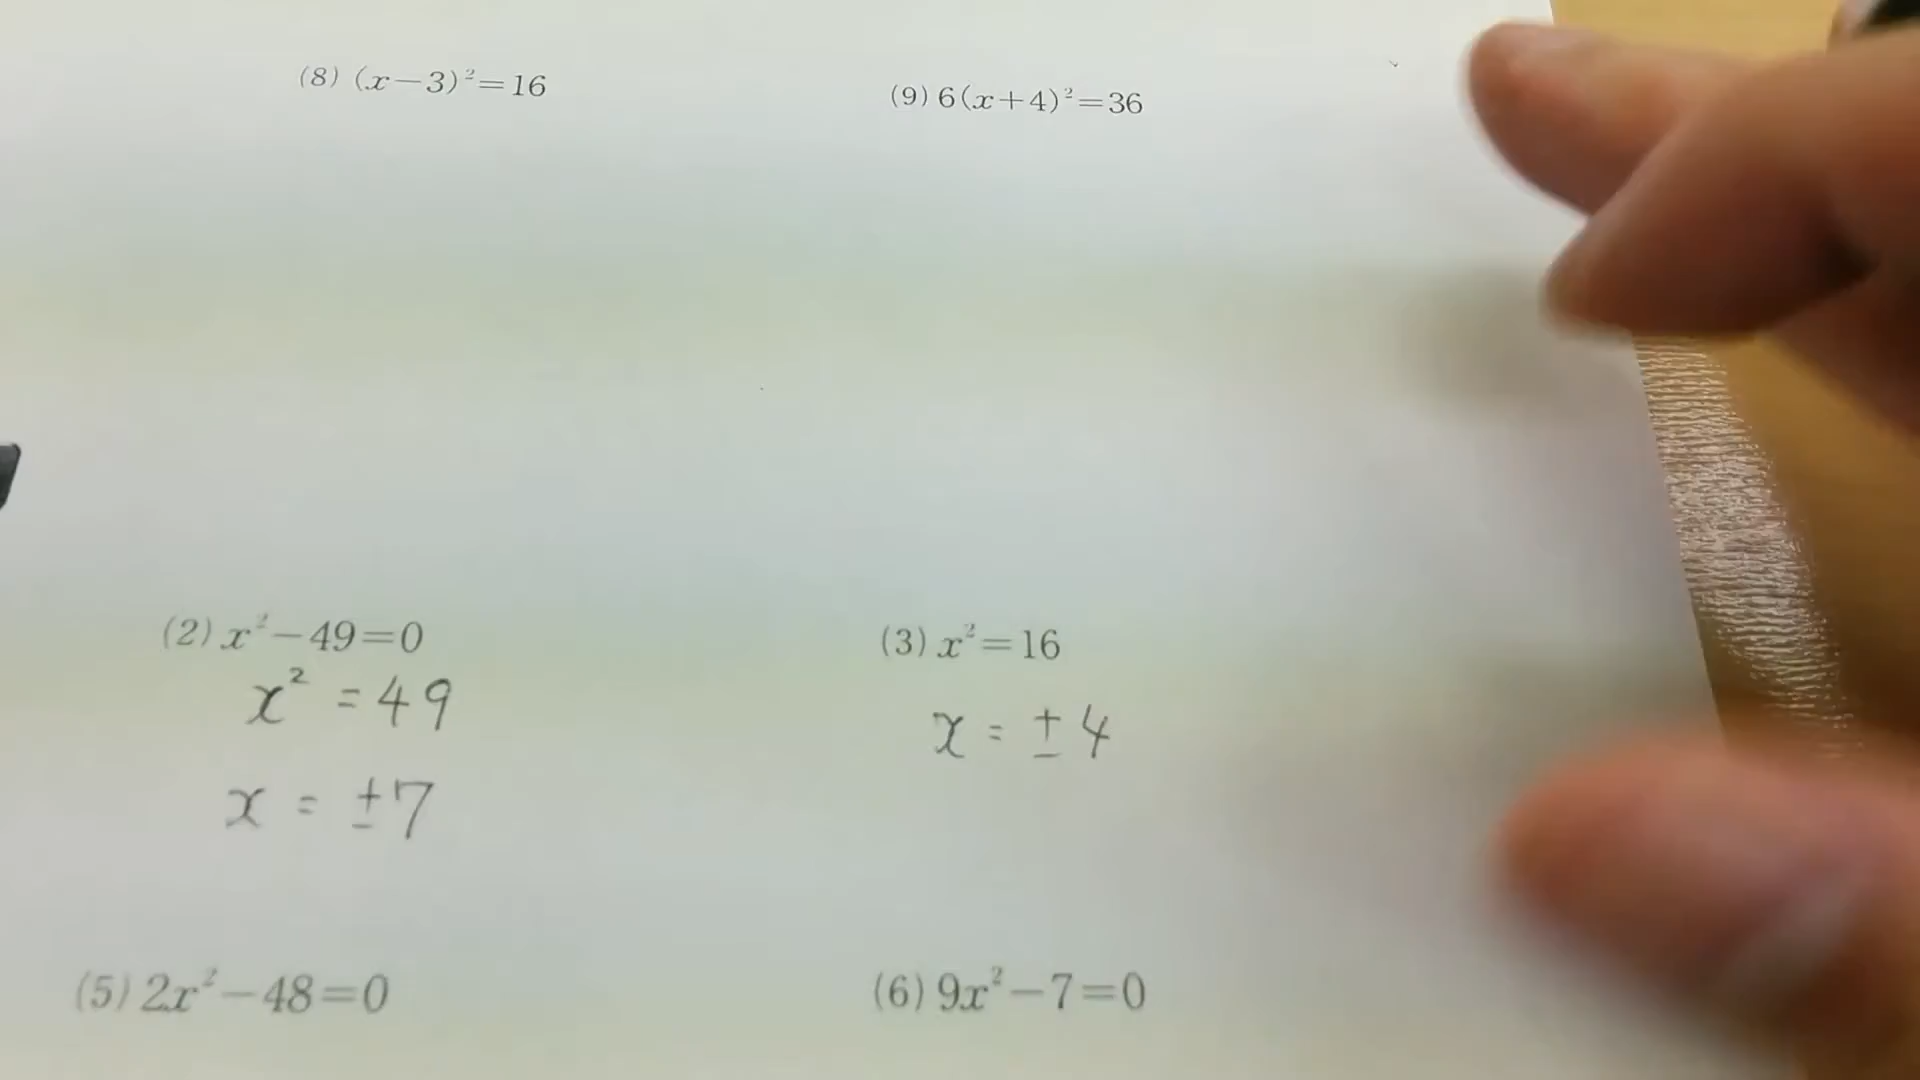 (8) (x−3)²=16
(9) 6(x+4)²=36
(2) x²−49=0
x² = 49
x = ±7
(3) x²=16
x = ±4
(5) 2x²−48=0
(6) 9x²−7=0